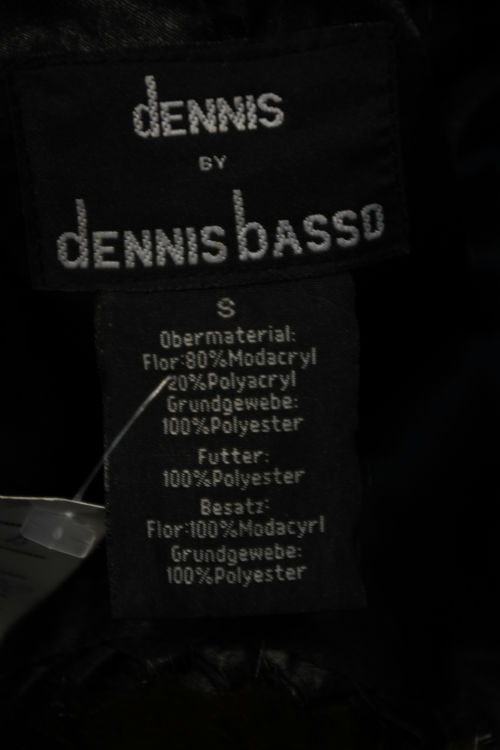 dENNIS
BY
dENNIS bASSO
S
Obermaterial:
Flor:80%Modacryl
20%Polyacryl
Grundgewebe:
100%Polyester
Futter:
100%Polyester
Besatz:
Flor:100%Modacyrl
Grundgewebe:
100%Polyester